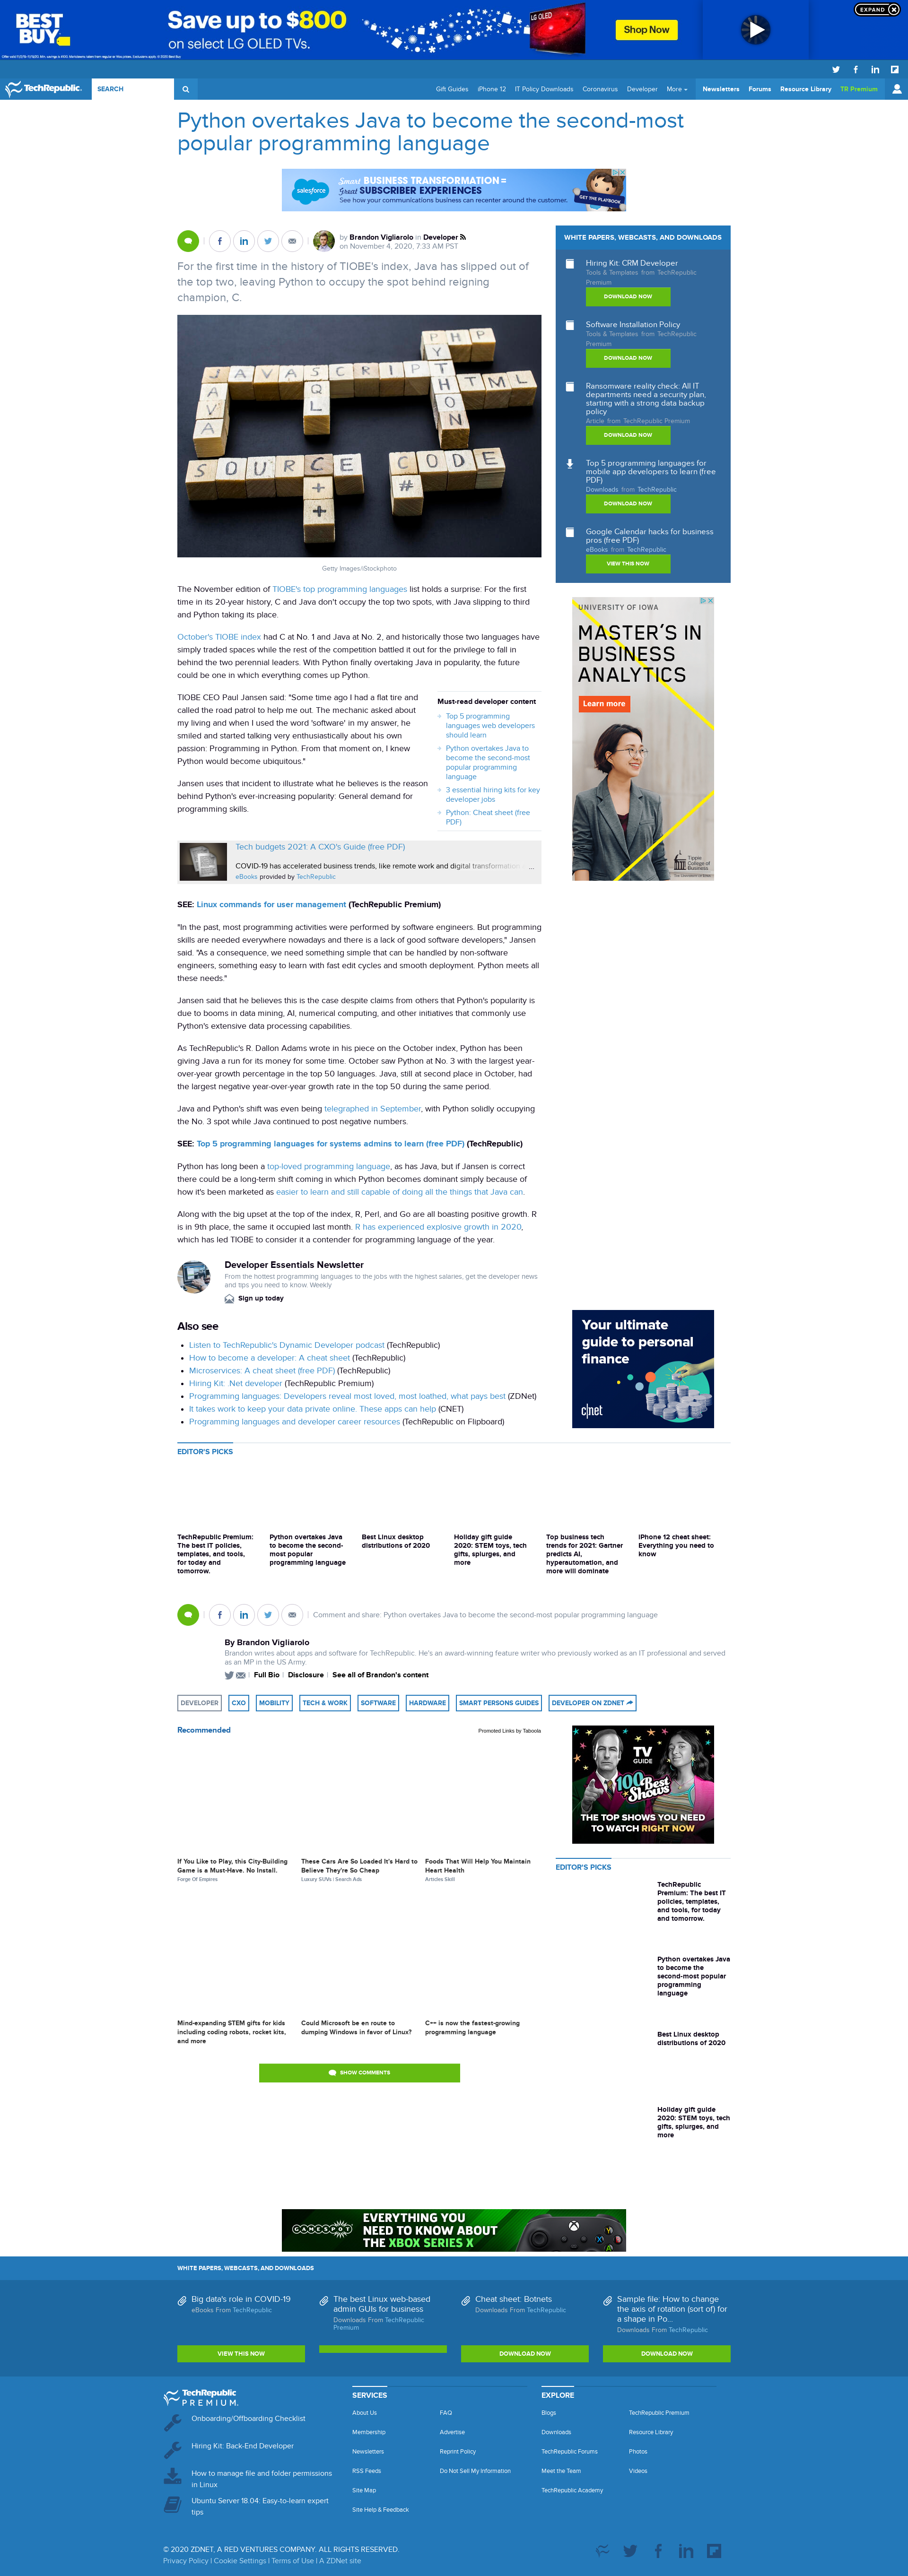 BEST BUY
Save up to $800
on select LG OLED TVs.
LG OLED
Shop Now
EXPAND
TechRepublic.
SEARCH
Gift Guides iPhone 12 IT Policy Downloads Coronavirus Developer More
Newsletters Forums Resource Library TR Premium
Python overtakes Java to become the second-most
popular programming language
salesforce
Smart BUSINESS TRANSFORMATION =
Great SUBSCRIBER EXPERIENCES
See how your communications business can recenter around the customer.
GET THE PLAYBOOK
by Brandon Vigliarolo in Developer
on November 4, 2020, 7:33 AM PST
For the first time in the history of TIOBE's index, Java has slipped out of
the top two, leaving Python to occupy the spot behind reigning
champion, C.
JAVASCRIPT
HTML
JAVA
SQL
PYTHON
SOURCE CODE
C
#
+
+
Getty Images/iStockphoto
The November edition of TIOBE's top programming languages list holds a surprise: For the first
time in its 20-year history, C and Java don't occupy the top two spots, with Java slipping to third
and Python taking its place.
October's TIOBE index had C at No. 1 and Java at No. 2, and historically those two languages have
simply traded spaces while the rest of the competition battled it out for the privilege to fall in
behind the two perennial leaders. With Python finally overtaking Java in popularity, the future
could be one in which everything comes up Python.
TIOBE CEO Paul Jansen said: "Some time ago I had a flat tire and
called the road patrol to help me out. The mechanic asked about
my living and when I used the word 'software' in my answer, he
smiled and started talking very enthusiastically about his own
passion: Programming in Python. From that moment on, I knew
Python would become ubiquitous."
Jansen uses that incident to illustrate what he believes is the reason
behind Python's ever-increasing popularity: General demand for
programming skills.
Must-read developer content
Top 5 programming
languages web developers
should learn
Python overtakes Java to
become the second-most
popular programming
language
3 essential hiring kits for key
developer jobs
Python: Cheat sheet (free
PDF)
Tech budgets 2021: A CXO's Guide (free PDF)
COVID-19 has accelerated business trends, like remote work and digital transformation ...
eBooks provided by TechRepublic
SEE: Linux commands for user management (TechRepublic Premium)
"In the past, most programming activities were performed by software engineers. But programming
skills are needed everywhere nowadays and there is a lack of good software developers," Jansen
said. "As a consequence, we need something simple that can be handled by non-software
engineers, something easy to learn with fast edit cycles and smooth deployment. Python meets all
these needs."
Jansen said that he believes this is the case despite claims from others that Python's popularity is
due to booms in data mining, AI, numerical computing, and other initiatives that commonly use
Python's extensive data processing capabilities.
As TechRepublic's R. Dallon Adams wrote in his piece on the October index, Python has been
giving Java a run for its money for some time. October saw Python at No. 3 with the largest year-
over-year growth percentage in the top 50 languages. Java, still at second place in October, had
the largest negative year-over-year growth rate in the top 50 during the same period.
Java and Python's shift was even being telegraphed in September, with Python solidly occupying
the No. 3 spot while Java continued to post negative numbers.
SEE: Top 5 programming languages for systems admins to learn (free PDF) (TechRepublic)
Python has long been a top-loved programming language, as has Java, but if Jansen is correct
there could be a long-term shift coming in which Python becomes dominant simply because of
how it's been marketed as easier to learn and still capable of doing all the things that Java can.
Along with the big upset at the top of the index, R, Perl, and Go are all boasting positive growth. R
is in 9th place, the same it occupied last month. R has experienced explosive growth in 2020,
which has led TIOBE to consider it a contender for programming language of the year.
Developer Essentials Newsletter
From the hottest programming languages to the jobs with the highest salaries, get the developer news
and tips you need to know. Weekly
Sign up today
Also see
Listen to TechRepublic's Dynamic Developer podcast (TechRepublic)
How to become a developer: A cheat sheet (TechRepublic)
Microservices: A cheat sheet (free PDF) (TechRepublic)
Hiring Kit: .Net developer (TechRepublic Premium)
Programming languages: Developers reveal most loved, most loathed, what pays best (ZDNet)
It takes work to keep your data private online. These apps can help (CNET)
Programming languages and developer career resources (TechRepublic on Flipboard)
WHITE PAPERS, WEBCASTS, AND DOWNLOADS
Hiring Kit: CRM Developer
Tools & Templates from TechRepublic
Premium
DOWNLOAD NOW
Software Installation Policy
Tools & Templates from TechRepublic
Premium
DOWNLOAD NOW
Ransomware reality check: All IT
departments need a security plan,
starting with a strong data backup
policy
Article from TechRepublic Premium
DOWNLOAD NOW
Top 5 programming languages for
mobile app developers to learn (free
PDF)
Downloads from TechRepublic
DOWNLOAD NOW
Google Calendar hacks for business
pros (free PDF)
eBooks from TechRepublic
VIEW THIS NOW
UNIVERSITY OF IOWA
MASTER'S IN
BUSINESS
ANALYTICS
Learn more
Tippie
College of
Business
Your ultimate
guide to personal
finance
c|net
EDITOR'S PICKS
TechRepublic Premium:
The best IT policies,
templates, and tools,
for today and
tomorrow.
Python overtakes Java
to become the second-
most popular
programming language
Best Linux desktop
distributions of 2020
Holiday gift guide
2020: STEM toys, tech
gifts, splurges, and
more
Top business tech
trends for 2021: Gartner
predicts AI,
hyperautomation, and
more will dominate
iPhone 12 cheat sheet:
Everything you need to
know
Comment and share: Python overtakes Java to become the second-most popular programming language
By Brandon Vigliarolo
Brandon writes about apps and software for TechRepublic. He's an award-winning feature writer who previously worked as an IT professional and served
as an MP in the US Army.
Full Bio | Disclosure | See all of Brandon's content
DEVELOPER CXO MOBILITY TECH & WORK SOFTWARE HARDWARE SMART PERSONS GUIDES DEVELOPER ON ZDNET
Recommended
Promoted Links by Taboola
If You Like to Play, this City-Building
Game is a Must-Have. No Install.
Forge Of Empires
These Cars Are So Loaded It's Hard to
Believe They're So Cheap
Luxury SUVs | Search Ads
Foods That Will Help You Maintain
Heart Health
Articles Skill
Mind-expanding STEM gifts for kids
including coding robots, rocket kits,
and more
Could Microsoft be en route to
dumping Windows in favor of Linux?
C++ is now the fastest-growing
programming language
SHOW COMMENTS
TV GUIDE
100 Best Shows
THE TOP SHOWS YOU NEED
TO WATCH RIGHT NOW
EDITOR'S PICKS
TechRepublic
Premium: The best IT
policies, templates,
and tools, for today
and tomorrow.
Python overtakes Java
to become the
second-most popular
programming
language
Best Linux desktop
distributions of 2020
Holiday gift guide
2020: STEM toys, tech
gifts, splurges, and
more
GAMESPOT
EVERYTHING YOU
NEED TO KNOW ABOUT
THE XBOX SERIES X
WHITE PAPERS, WEBCASTS, AND DOWNLOADS
Big data's role in COVID-19
eBooks From TechRepublic
VIEW THIS NOW
The best Linux web-based
admin GUIs for business
Downloads From TechRepublic
Premium
Cheat sheet: Botnets
Downloads From TechRepublic
DOWNLOAD NOW
Sample file: How to change
the axis of rotation (sort of) for
a shape in Po...
Downloads From TechRepublic
DOWNLOAD NOW
TechRepublic
PREMIUM.
Onboarding/Offboarding Checklist
Hiring Kit: Back-End Developer
How to manage file and folder permissions
in Linux
Ubuntu Server 18.04: Easy-to-learn expert
tips
SERVICES
About Us
Membership
Newsletters
RSS Feeds
Site Map
Site Help & Feedback
FAQ
Advertise
Reprint Policy
Do Not Sell My Information
EXPLORE
Blogs
Downloads
TechRepublic Forums
Meet the Team
TechRepublic Academy
TechRepublic Premium
Resource Library
Photos
Videos
© 2020 ZDNET, A RED VENTURES COMPANY. ALL RIGHTS RESERVED.
Privacy Policy | Cookie Settings | Terms of Use | A ZDNet site